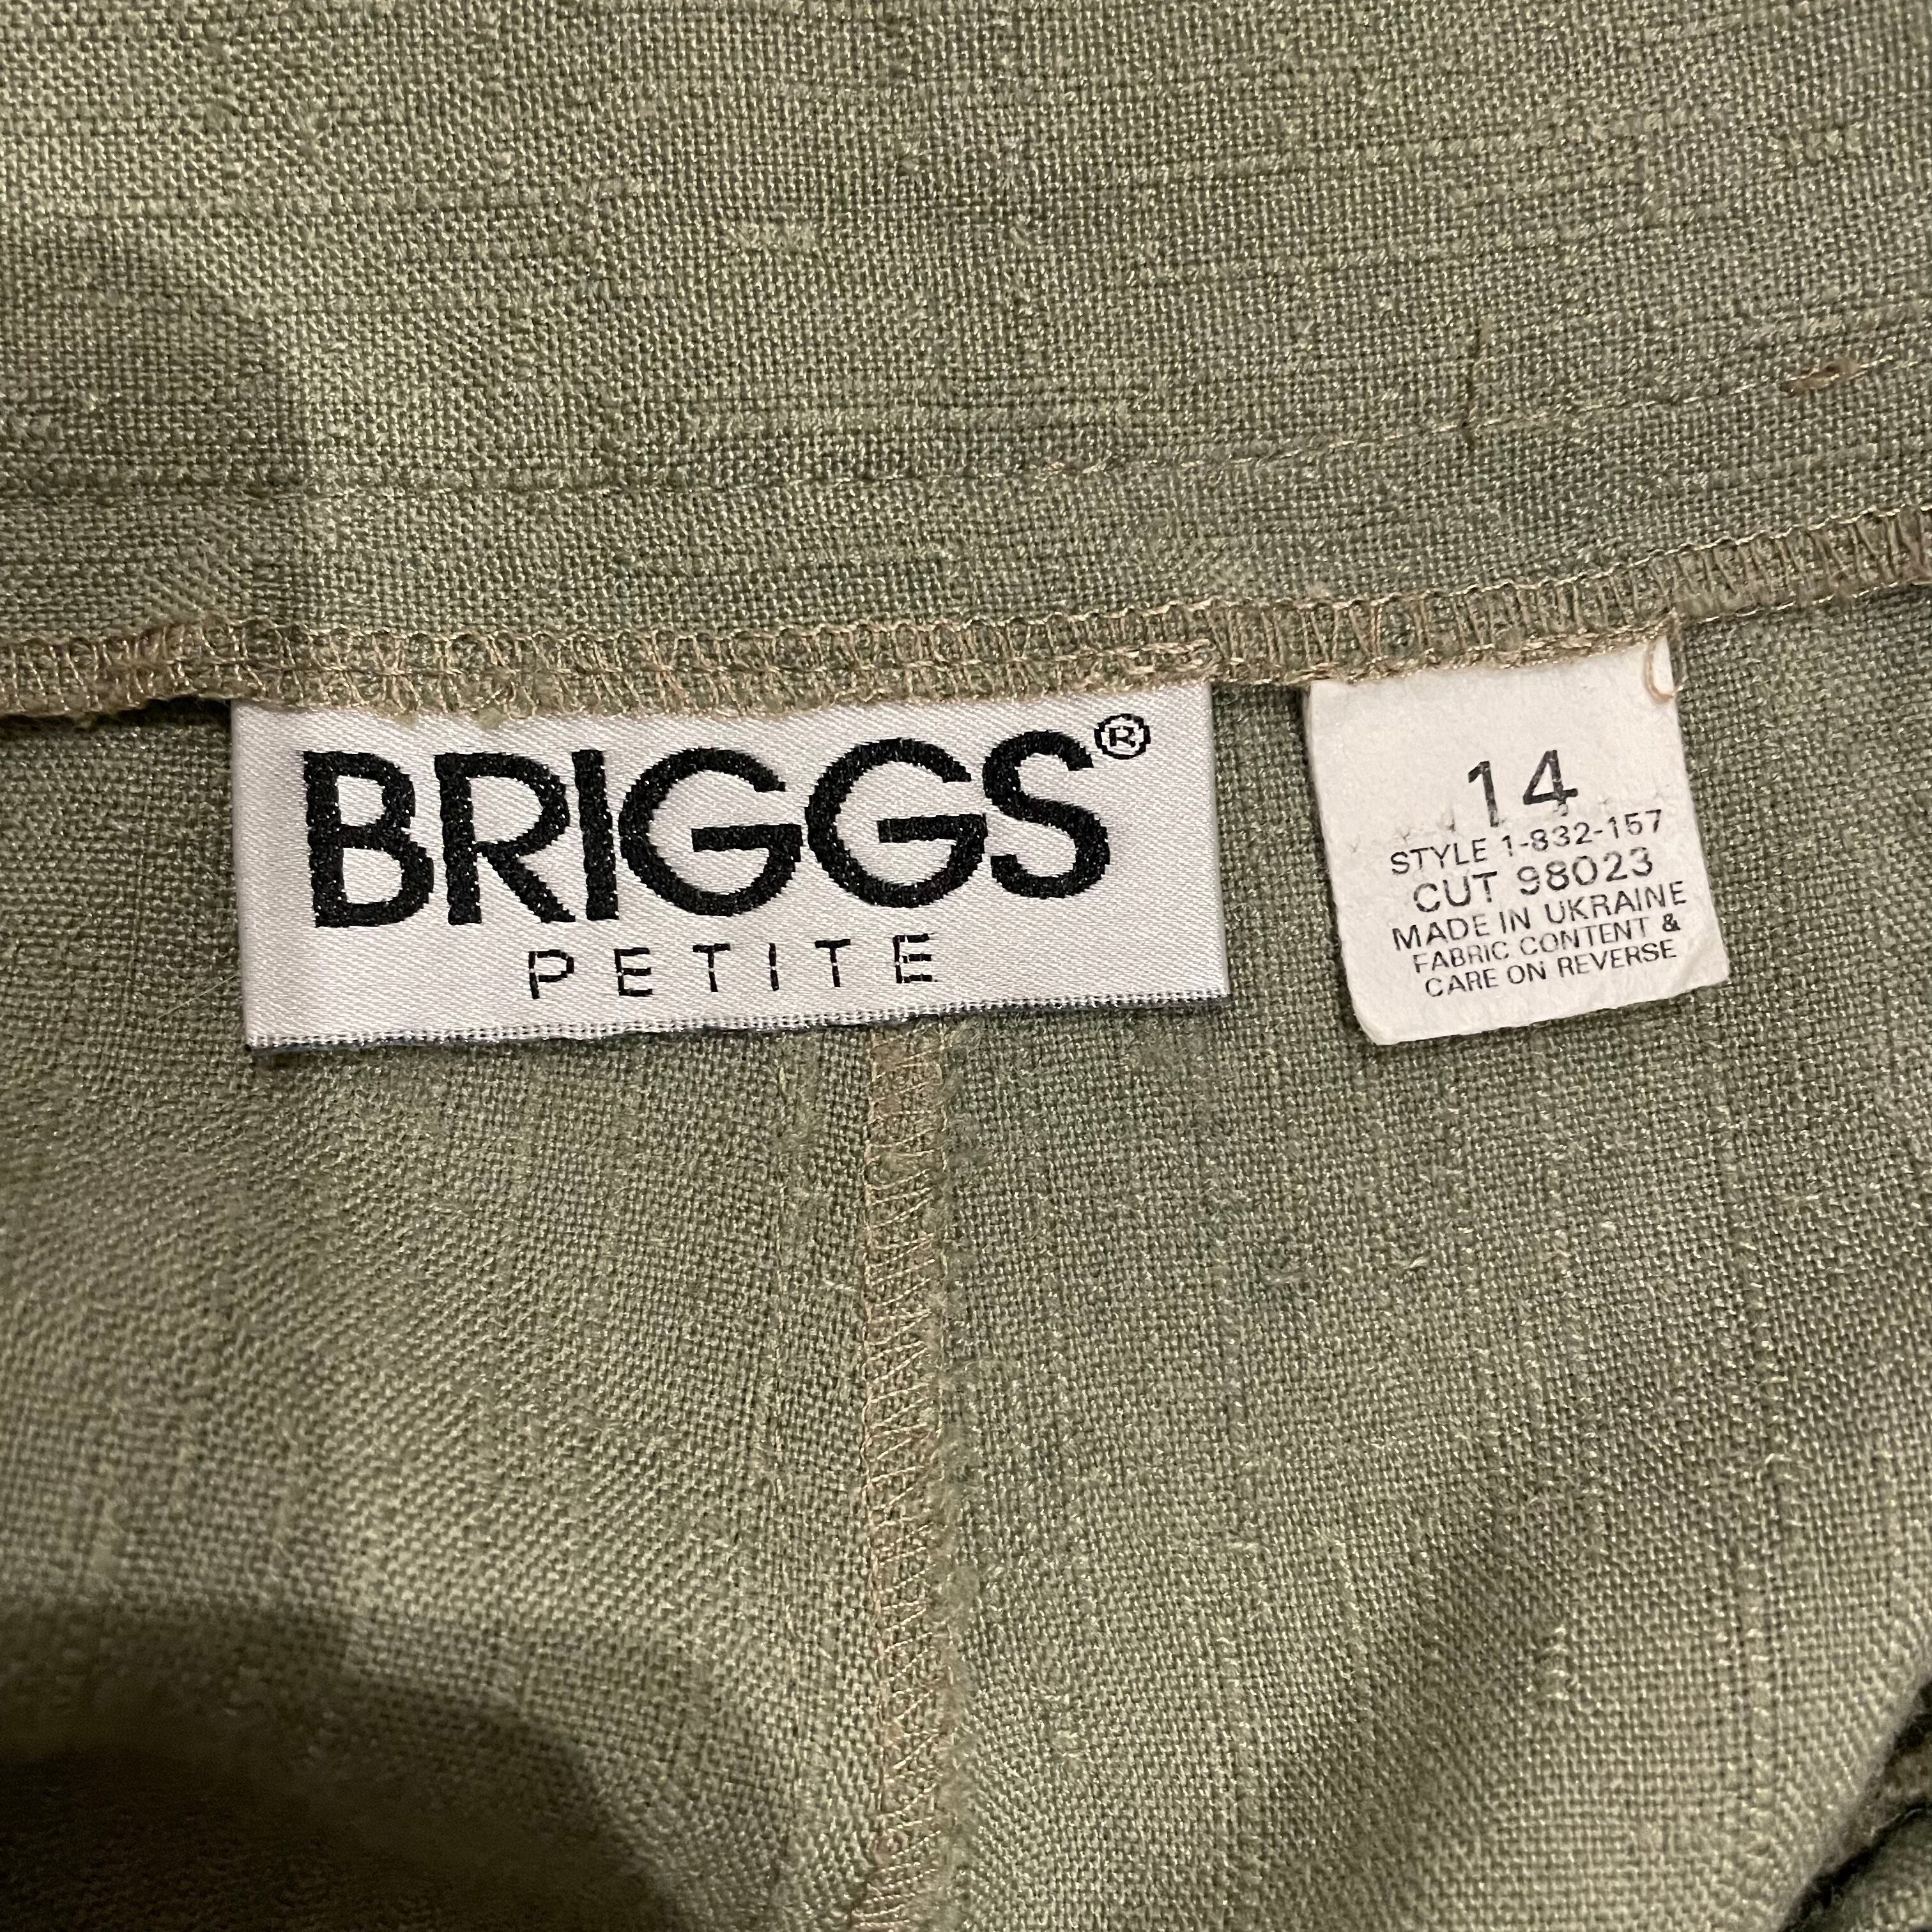 BRIGGS®
PETITE
14
STYLE 1-832-157
CUT 98023
MADE IN UKRAINE
FABRIC CONTENT &
CARE ON REVERSE